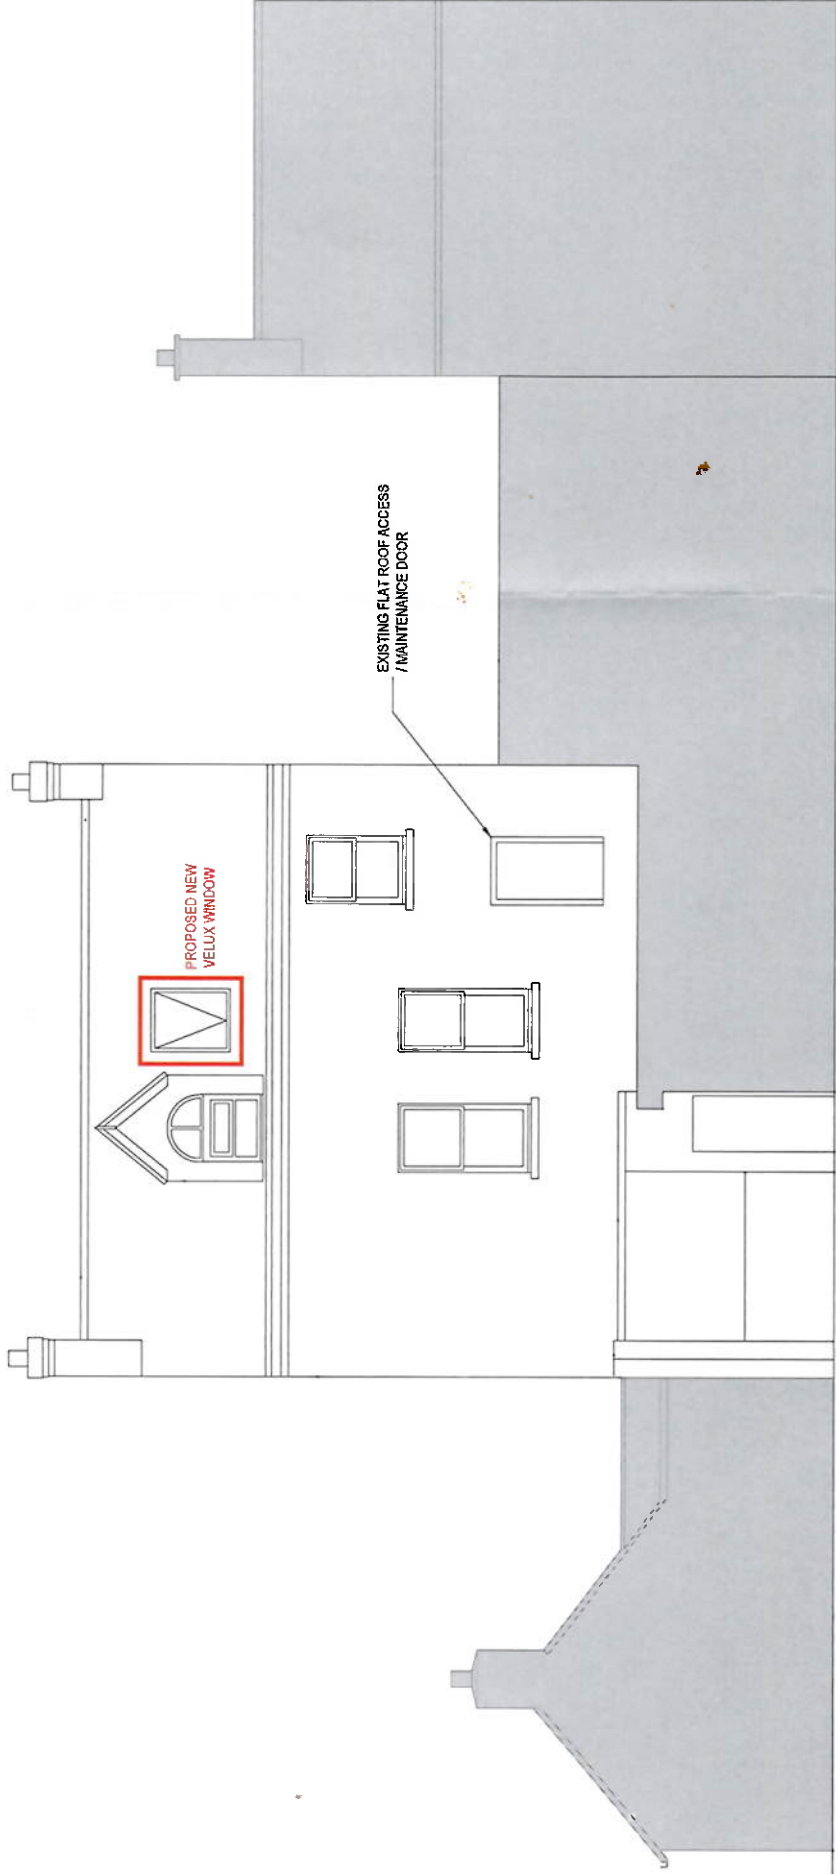 PROPOSED NEW
VELUX WINDOW
EXISTING FLAT ROOF ACCESS
/ MAINTENANCE DOOR